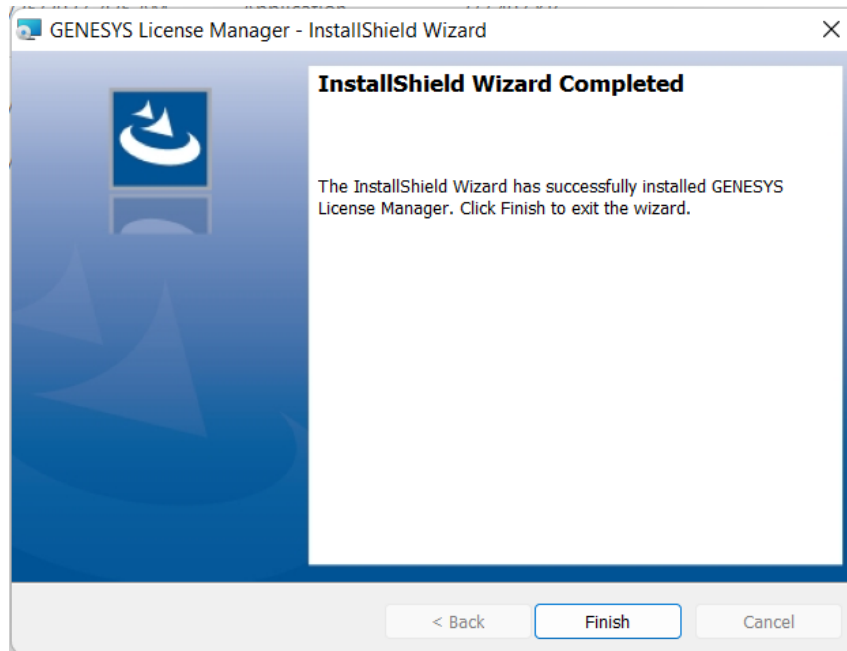 GENESYS License Manager - InstallShield Wizard
InstallShield Wizard Completed
The InstallShield Wizard has successfully installed GENESYS
License Manager. Click Finish to exit the wizard.
< Back
Finish
Cancel